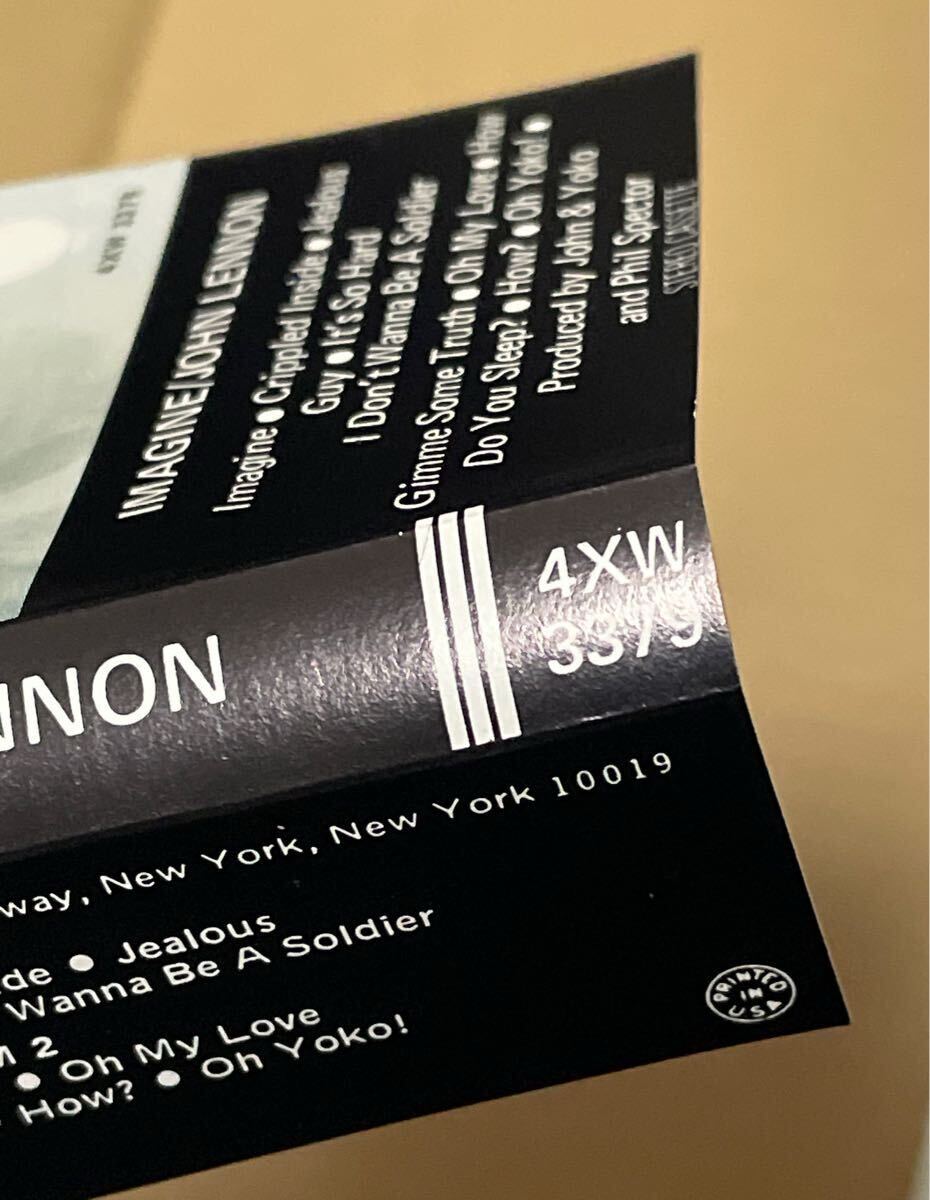 4XW 3379
IMAGINE/JOHN LENNON
Imagine ● Crippled Inside ● Jealous
Guy ● It's So Hard
I Don't Wanna Be A Soldier
Gimme Some Truth ● Oh My Love ● How
Do You Sleep? ● How? ● Oh Yoko! ●
Produced by John & Yoko
and Phil Spector
STEREO CASSETTE
NNON
4XW
3379
way, New York, New York 10019
de ● Jealous
Wanna Be A Soldier
M 2
● Oh My Love
How? ● Oh Yoko!
PRINTED
IN
USA